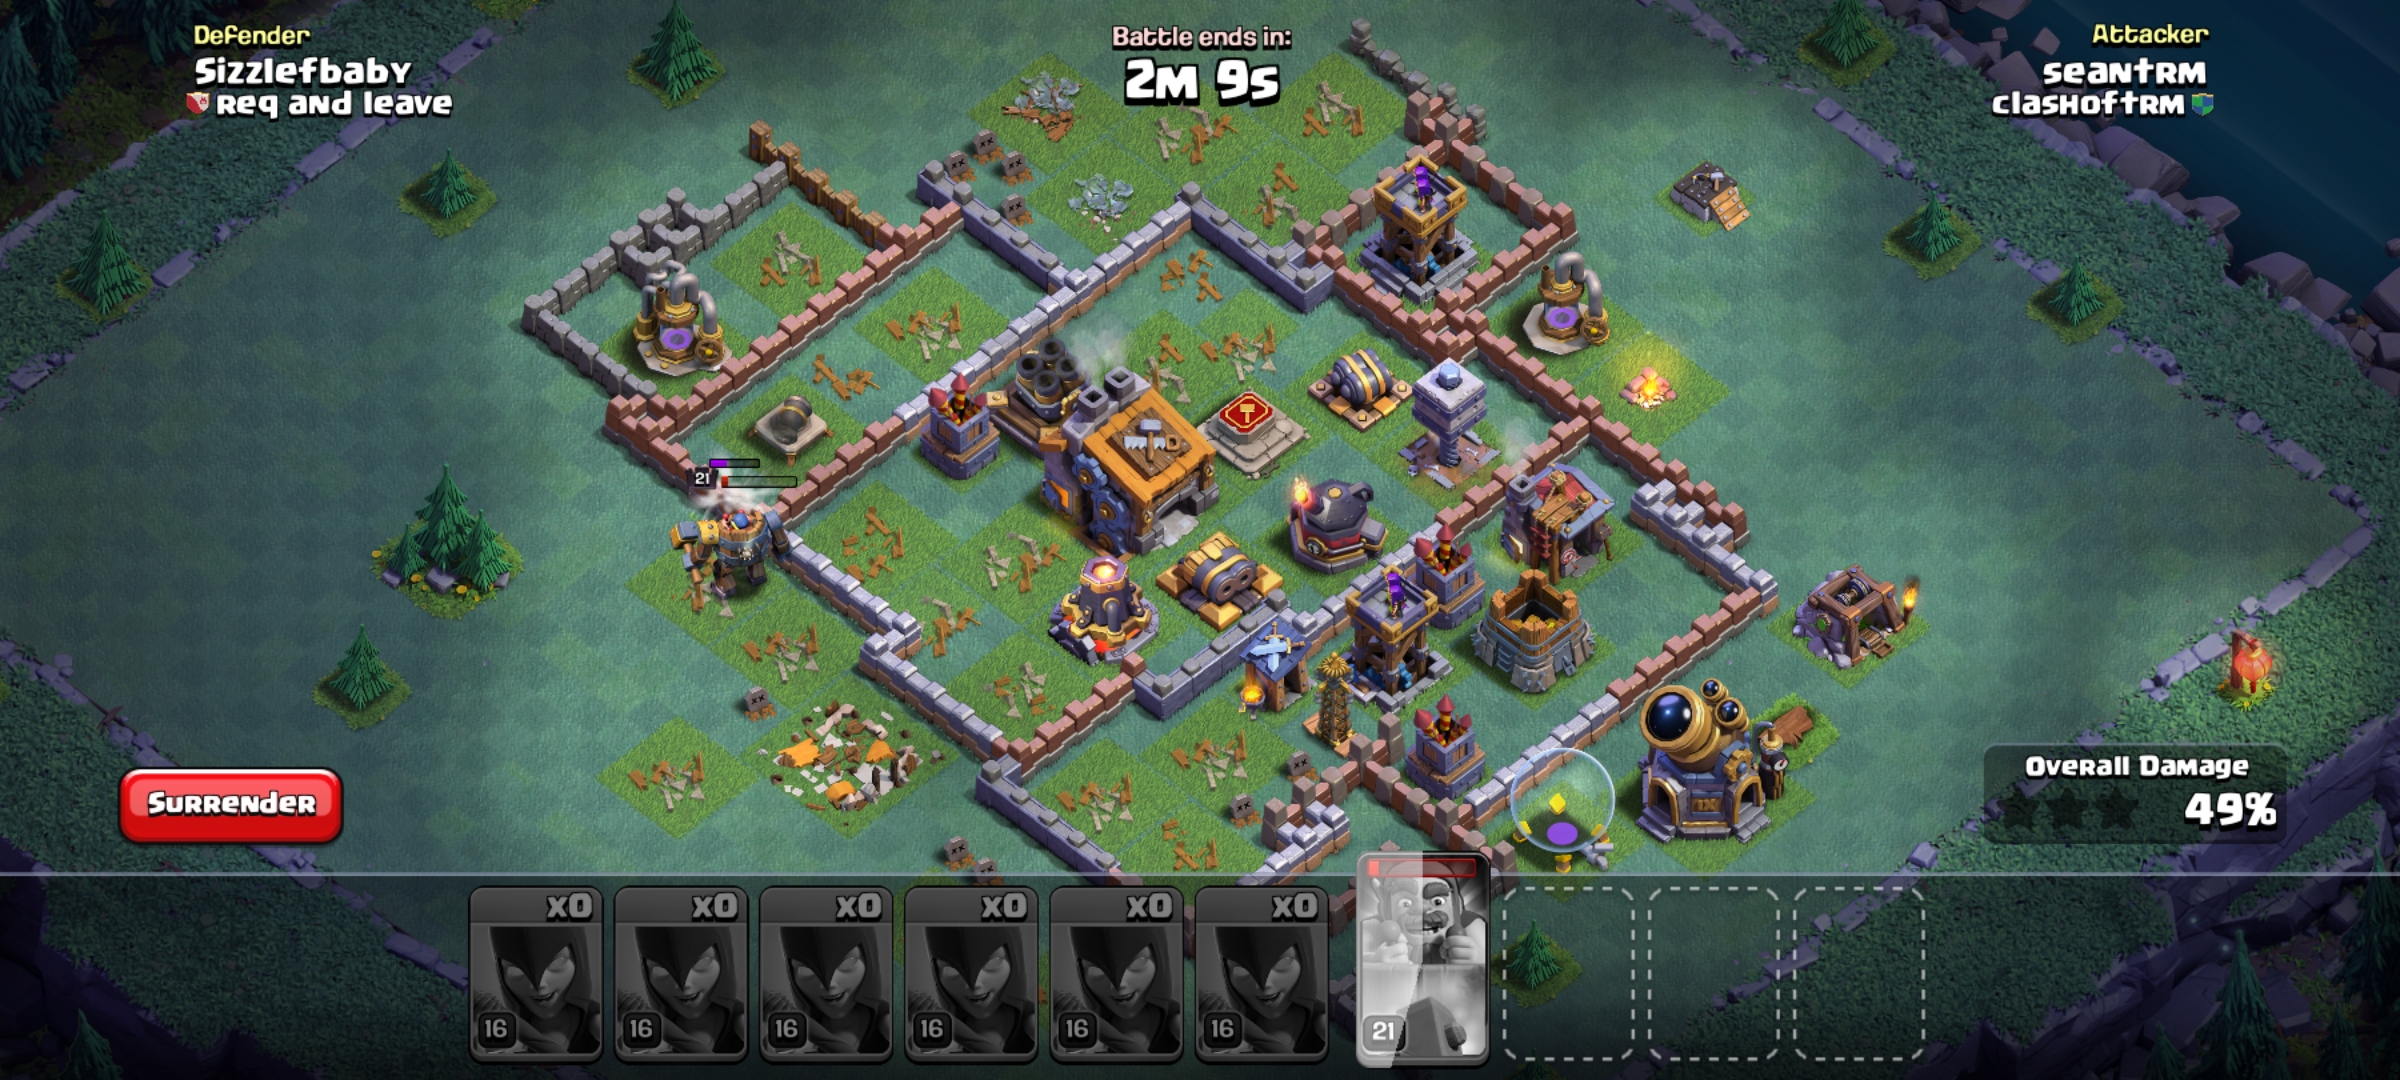 Defender
Sizzlefbaby
req and leave
Battle ends in:
2M 9s
Attacker
seanTRM
clashofTRM
21
Surrender
Overall Damage
49%
x0
x0
x0
x0
x0
x0
16
16
16
16
16
16
21